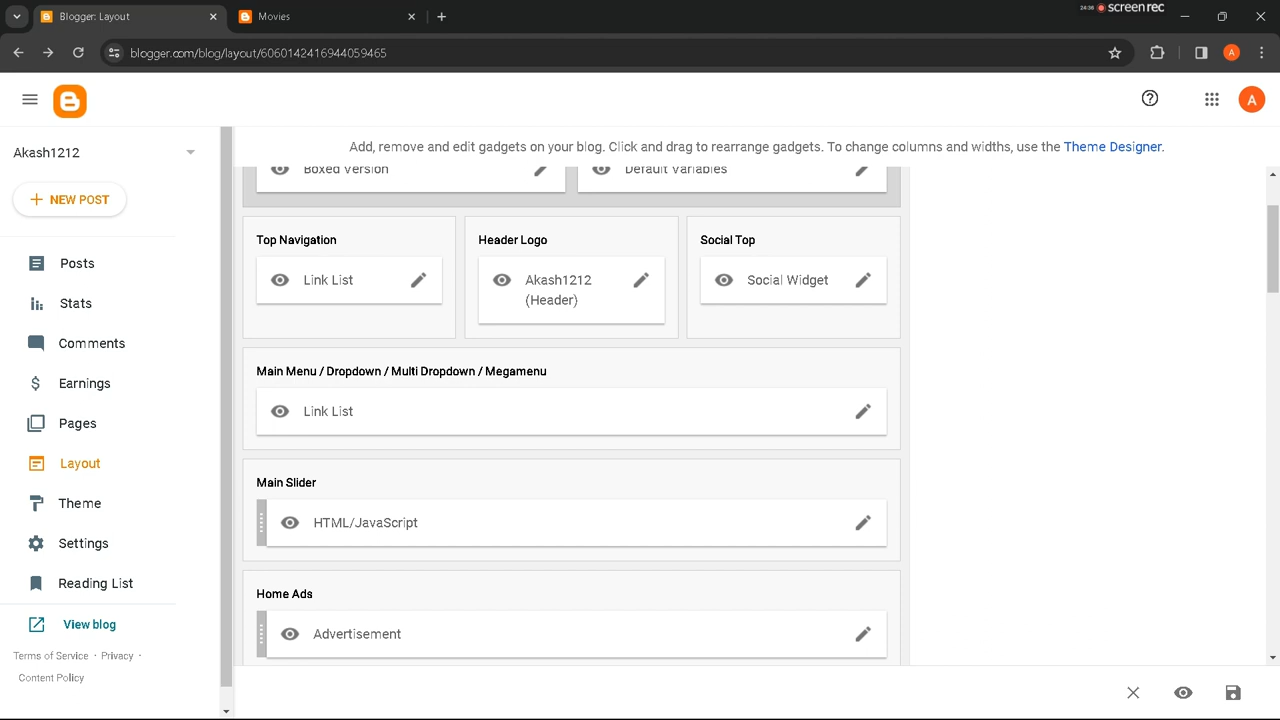 Blogger: Layout
Movies
24:36 screen rec
blogger.com/blog/layout/6060142416944059465
A
A
Akash1212
Add, remove and edit gadgets on your blog. Click and drag to rearrange gadgets. To change columns and widths, use the Theme Designer.
Boxed Version
Default Variables
NEW POST
Top Navigation
Header Logo
Social Top
Link List
Akash1212
(Header)
Social Widget
Posts
Stats
Comments
Earnings
Pages
Layout
Theme
Settings
Reading List
View blog
Terms of Service · Privacy ·
Content Policy
Main Menu / Dropdown / Multi Dropdown / Megamenu
Link List
Main Slider
HTML/JavaScript
Home Ads
Advertisement